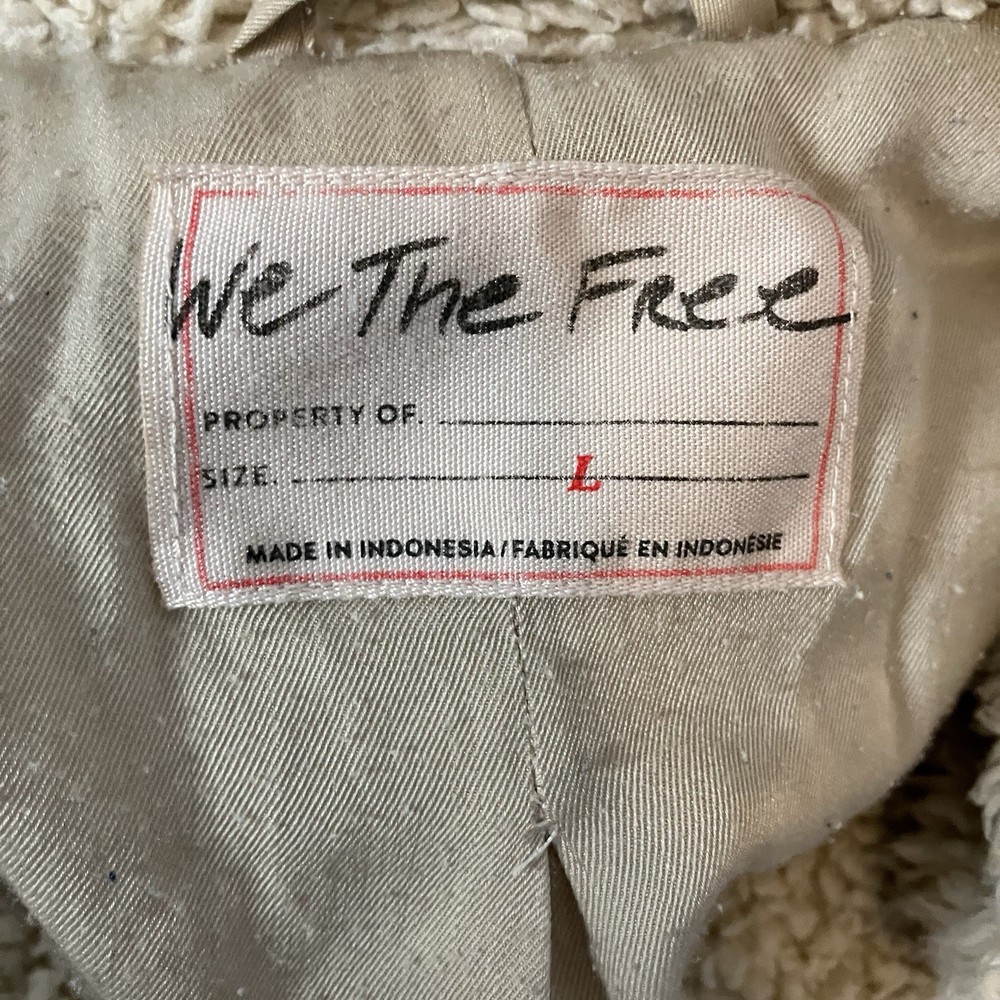 We The Free
PROPERTY OF.
SIZE. L
MADE IN INDONESIA/FABRIQUÉ EN INDONÉSIE